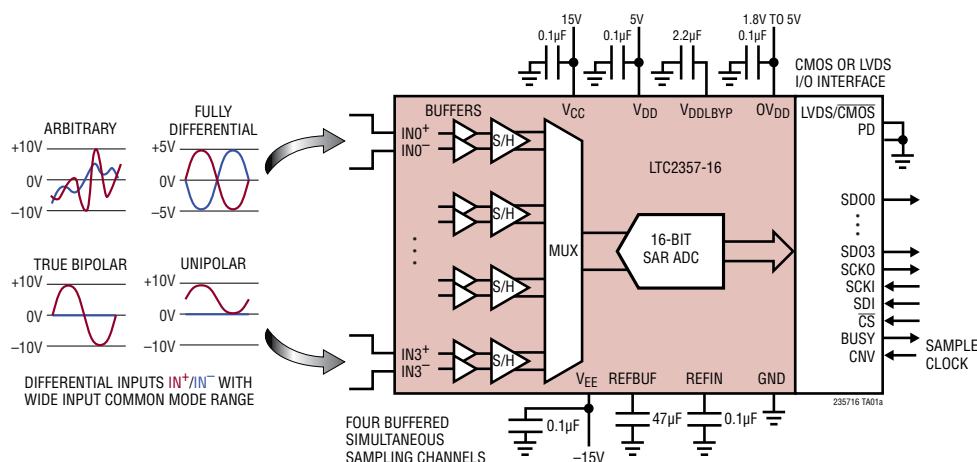 15V
5V
1.8V TO 5V
0.1µF
0.1µF
2.2µF
0.1µF
CMOS OR LVDS
I/O INTERFACE
BUFFERS
VCC
VDD
VDDLBYP
OVDD
LVDS/CMOS
PD
ARBITRARY
+10V
0V
–10V
FULLY
DIFFERENTIAL
+5V
0V
–5V
TRUE BIPOLAR
+10V
0V
–10V
UNIPOLAR
+10V
0V
–10V
DIFFERENTIAL INPUTS IN+/IN– WITH
WIDE INPUT COMMON MODE RANGE
IN0+
IN0–
S/H
S/H
S/H
IN3+
IN3–
S/H
MUX
LTC2357-16
16-BIT
SAR ADC
SDO0
SDO3
SCKO
SCKI
SDI
CS
BUSY
CNV
SAMPLE
CLOCK
VEE
REFBUF
REFIN
GND
235716 TA01a
FOUR BUFFERED
SIMULTANEOUS
SAMPLING CHANNELS
0.1µF
–15V
47µF
0.1µF